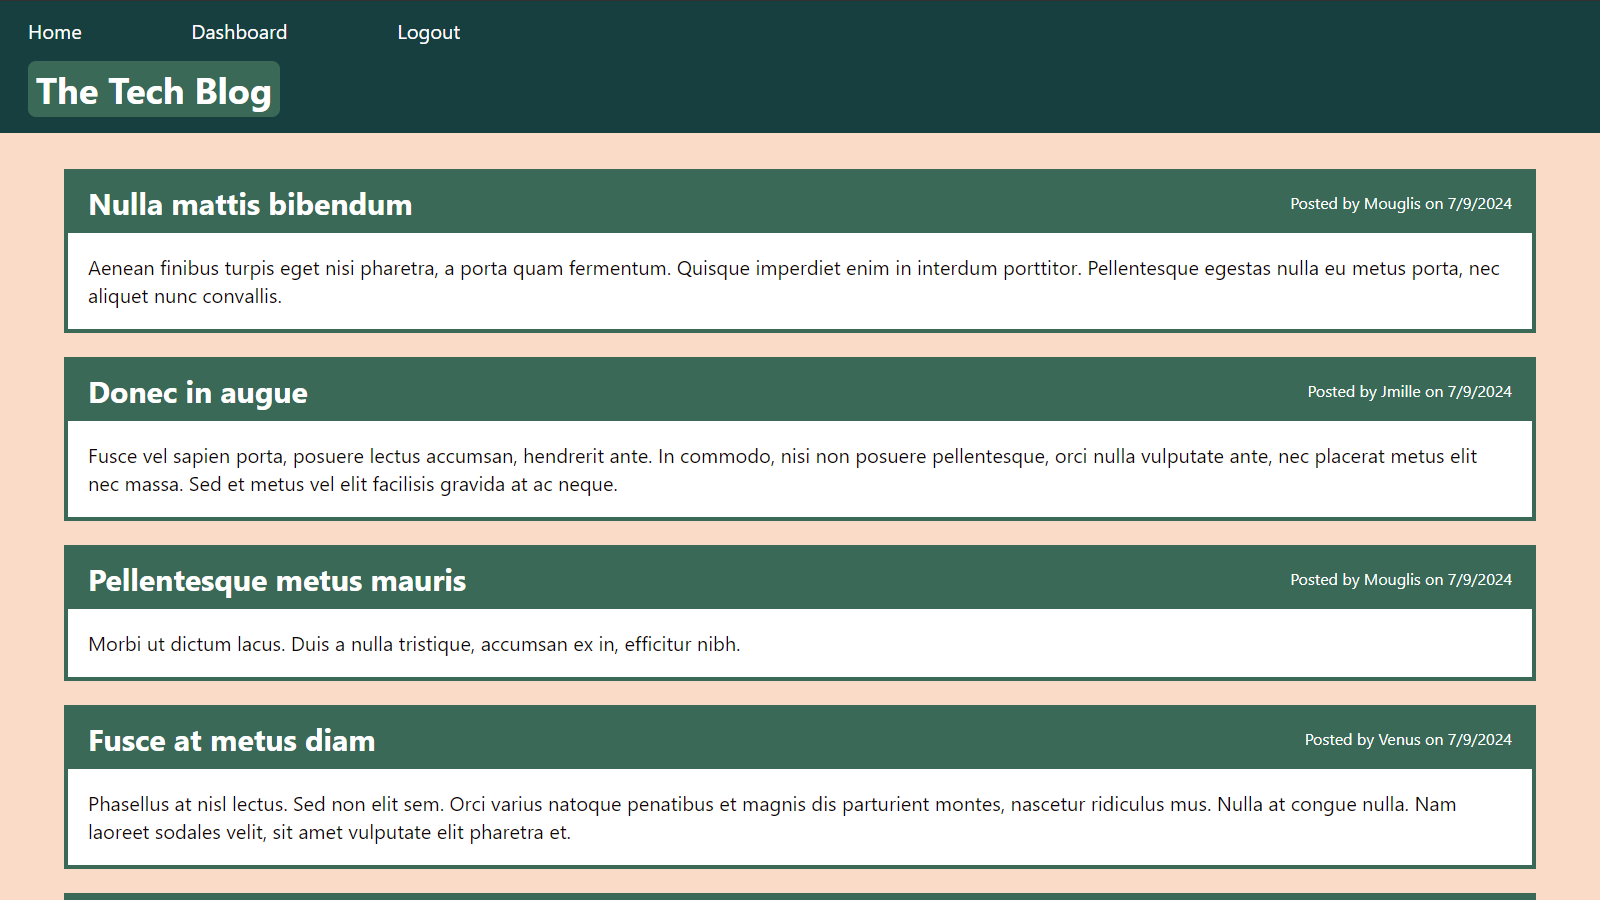 Home Dashboard Logout
The Tech Blog
Nulla mattis bibendum
Posted by Mouglis on 7/9/2024
Aenean finibus turpis eget nisi pharetra, a porta quam fermentum. Quisque imperdiet enim in interdum porttitor. Pellentesque egestas nulla eu metus porta, nec
aliquet nunc convallis.
Donec in augue
Posted by Jmille on 7/9/2024
Fusce vel sapien porta, posuere lectus accumsan, hendrerit ante. In commodo, nisi non posuere pellentesque, orci nulla vulputate ante, nec placerat metus elit
nec massa. Sed et metus vel elit facilisis gravida at ac neque.
Pellentesque metus mauris
Posted by Mouglis on 7/9/2024
Morbi ut dictum lacus. Duis a nulla tristique, accumsan ex in, efficitur nibh.
Fusce at metus diam
Posted by Venus on 7/9/2024
Phasellus at nisl lectus. Sed non elit sem. Orci varius natoque penatibus et magnis dis parturient montes, nascetur ridiculus mus. Nulla at congue nulla. Nam
laoreet sodales velit, sit amet vulputate elit pharetra et.